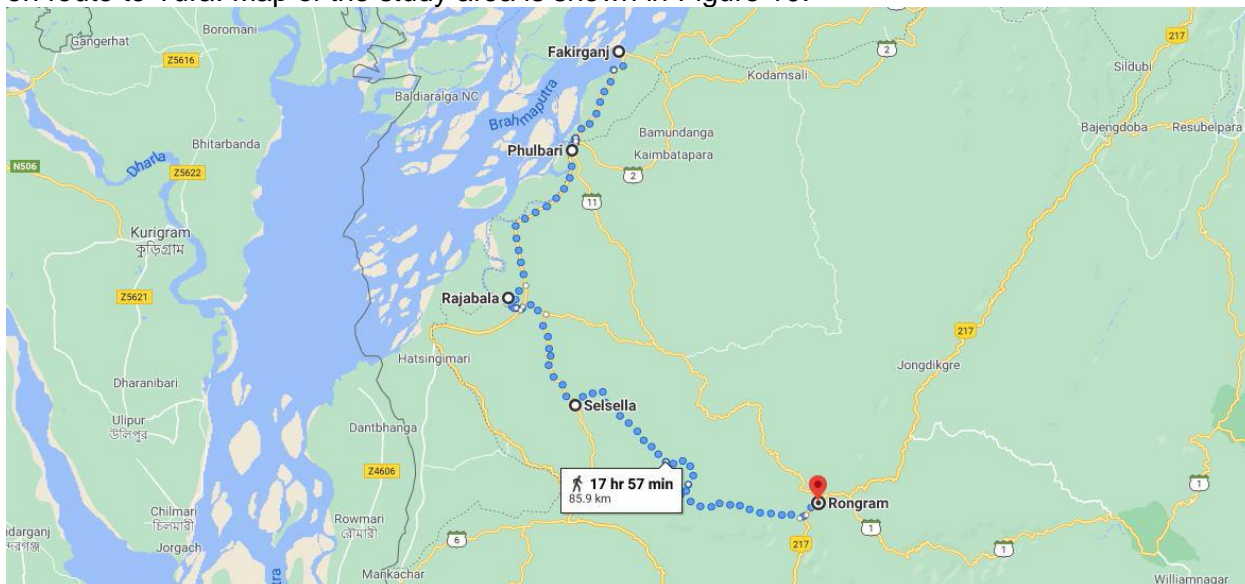 on route to Tura. Map of the study area is shown in Figure 10.
Gangerhat
Boromani
Z5616
Fakirganj
2
217
Sildubi
Kodamsali
Baldiaralga NC
Brahmaputra
Bajengdoba
Resubelpara
Bhitarbanda
Bamundanga
Phulbari
Kaimbatapara
Dharla
N506
Z5622
2
11
Kurigram
কুড়িগ্রাম
Z5621
Rajabala
217
Hatsingimari
Jongdikgre
Dharanibari
Selsella
Ulipur
উলিপুর
Dantbhanga
Z4606
17 hr 57 min
85.9 km
1
Rongram
Chilmari
চিলমারী
Rowmari
রৌমারী
1
Jorgach
6
217
1
Mankachar
Williamnagar